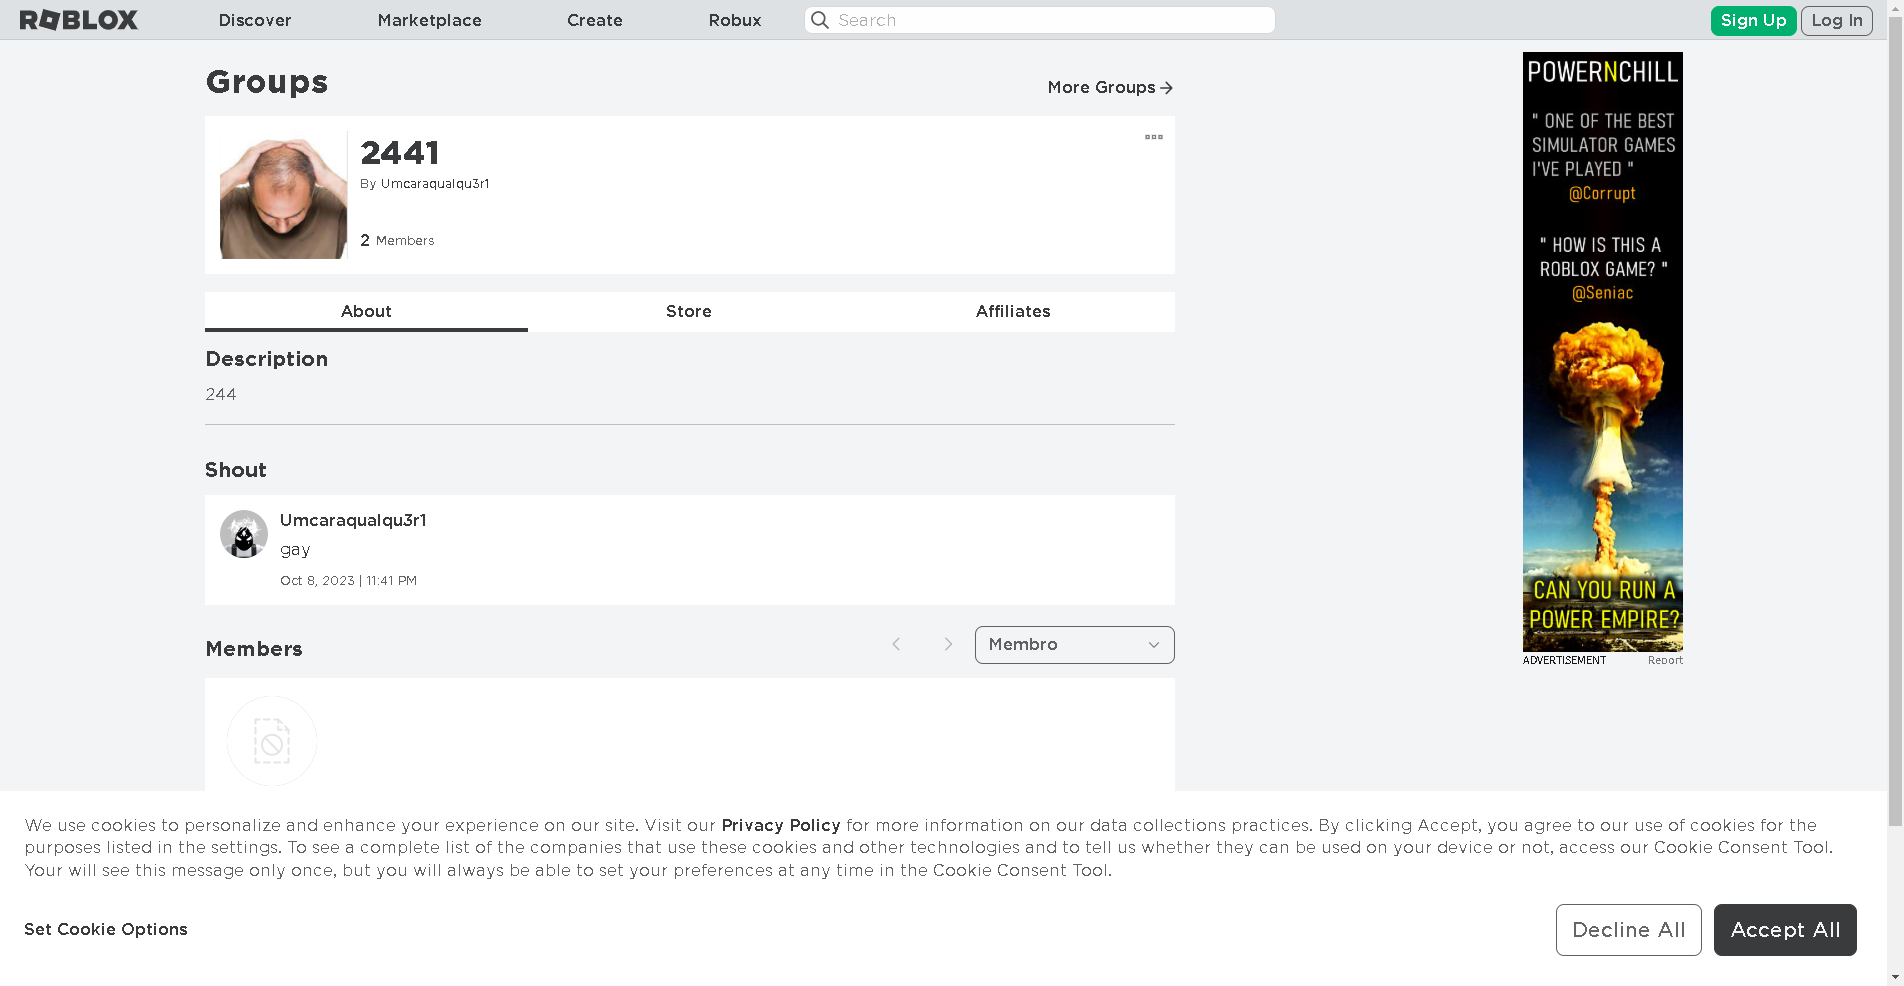 ROBLOX
Discover
Marketplace
Create
Robux
Search
Sign Up
Log In
Groups
More Groups
2441
By Umcaraqualqu3r1
2 Members
About
Store
Affiliates
Description
244
Shout
Umcaraqualqu3r1
gay
Oct 8, 2023 | 11:41 PM
Members
Membro
POWERNCHILL
" ONE OF THE BEST
SIMULATOR GAMES
I'VE PLAYED "
@Corrupt
" HOW IS THIS A
ROBLOX GAME? "
@Seniac
CAN YOU RUN A
POWER EMPIRE?
ADVERTISEMENT
Report
We use cookies to personalize and enhance your experience on our site. Visit our Privacy Policy for more information on our data collections practices. By clicking Accept, you agree to our use of cookies for the
purposes listed in the settings. To see a complete list of the companies that use these cookies and other technologies and to tell us whether they can be used on your device or not, access our Cookie Consent Tool.
Your will see this message only once, but you will always be able to set your preferences at any time in the Cookie Consent Tool.
Set Cookie Options
Decline All
Accept All